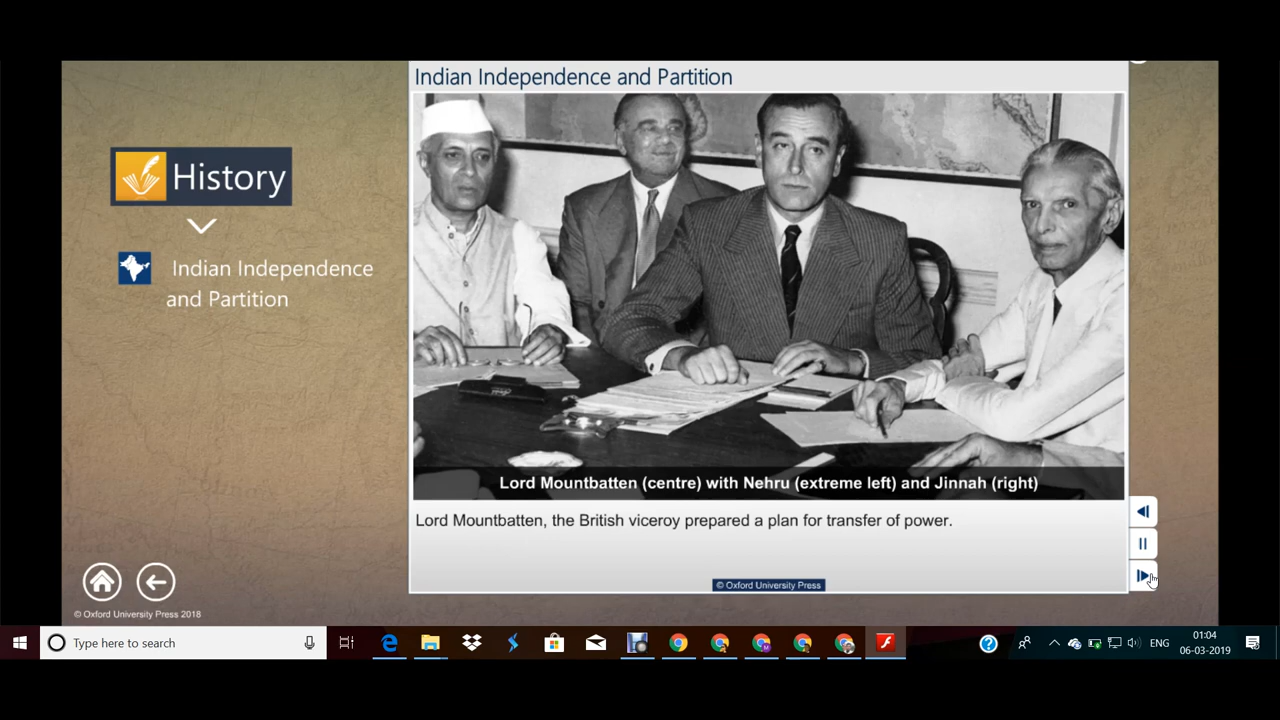 Indian Independence and Partition
History
Indian Independence
and Partition
Lord Mountbatten (centre) with Nehru (extreme left) and Jinnah (right)
Lord Mountbatten, the British viceroy prepared a plan for transfer of power.
© Oxford University Press
© Oxford University Press 2018
Type here to search
ENG
01:04
06-03-2019